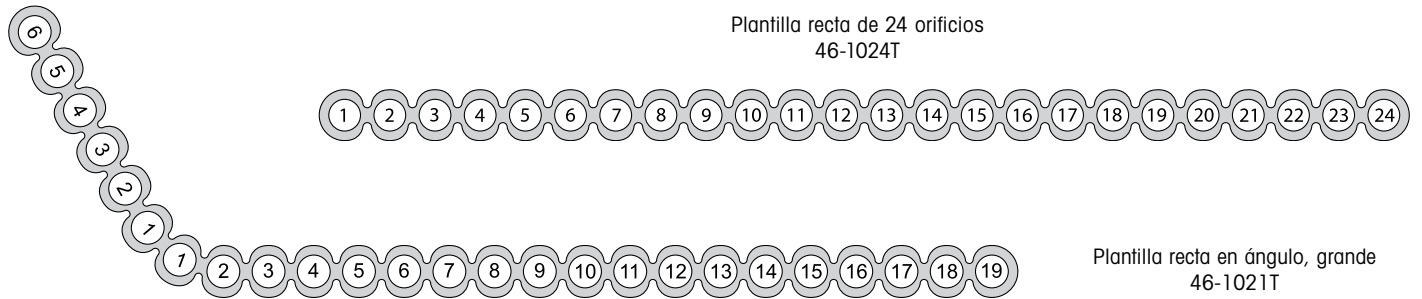 Plantilla recta de 24 orificios
46-1024T
1 2 3 4 5 6 7 8 9 10 11 12 13 14 15 16 17 18 19 20 21 22 23 24
6
5
4
3
2
1
1 2 3 4 5 6 7 8 9 10 11 12 13 14 15 16 17 18 19
Plantilla recta en ángulo, grande
46-1021T